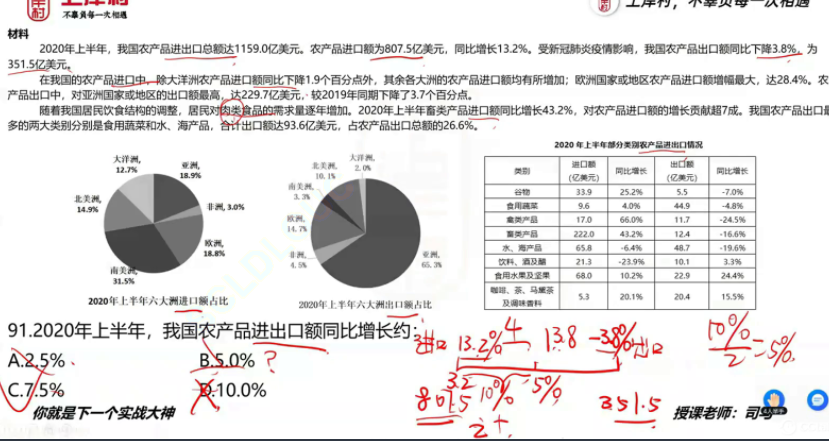 不辜负每一次相遇
上岸村，不辜负每一次相遇
材料
2020年上半年，我国农产品进出口总额达1159.0亿美元。农产品进口额为807.5亿美元，同比增长13.2%。受新冠肺炎疫情影响，我国农产品出口额同比下降3.8%，为
351.5亿美元。
在我国的农产品进口中，除大洋洲农产品进口额同比下降1.9个百分点外，其余各大洲的农产品进口额均有所增加；欧洲国家或地区农产品进口额增幅最大，达28.4%。农
产品出口中，对亚洲国家或地区的出口额最高，达229.7亿美元，较2019年同期下降了3.7个百分点。
随着我国居民饮食结构的调整，居民对肉类食品的需求量逐年增加。2020年上半年畜类产品进口额同比增长43.2%，对农产品进口额的增长贡献超7成。我国农产品出口
多的两大类别分别是食用蔬菜和水、海产品，合计出口额达93.6亿美元，占农产品出口总额的26.6%。
大洋洲,
12.7%
亚洲,
18.9%
北美洲,
14.9%
非洲, 3.0%
欧洲,
18.8%
南美洲,
31.5%
2020年上半年六大洲进口额占比
大洋洲,
2.0%
北美洲,
10.1%
南美洲,
3.3%
欧洲,
14.7%
非洲,
4.5%
亚洲,
65.3%
2020年上半年六大洲出口额占比
2020年上半年部分类别农产品进出口情况
类别 进口额（亿美元） 同比增长 出口额（亿美元） 同比增长
谷物 33.9 25.2% 5.5 -7.0%
食用蔬菜 9.6 4.0% 44.9 -4.8%
禽类产品 17.0 66.0% 11.7 -24.5%
畜类产品 222.0 43.2% 12.4 -16.6%
水、海产品 65.8 -6.4% 48.7 -19.6%
饮料、酒及醋 21.3 -23.9% 10.1 3.3%
食用水果及坚果 68.0 10.2% 22.9 24.4%
咖啡、茶、马黛茶及调味香料 5.3 20.1% 20.4 15.5%
91.2020年上半年，我国农产品进出口额同比增长约：
A.2.5%
B.5.0% ?
C.7.5%
D.10.0%
进口 13.2% 4 13.8 -3.8% 出口
10%
2 =5%
3.2 10% 5%
807.5 351.5
2+
你就是下一个实战大神
授课老师：司马